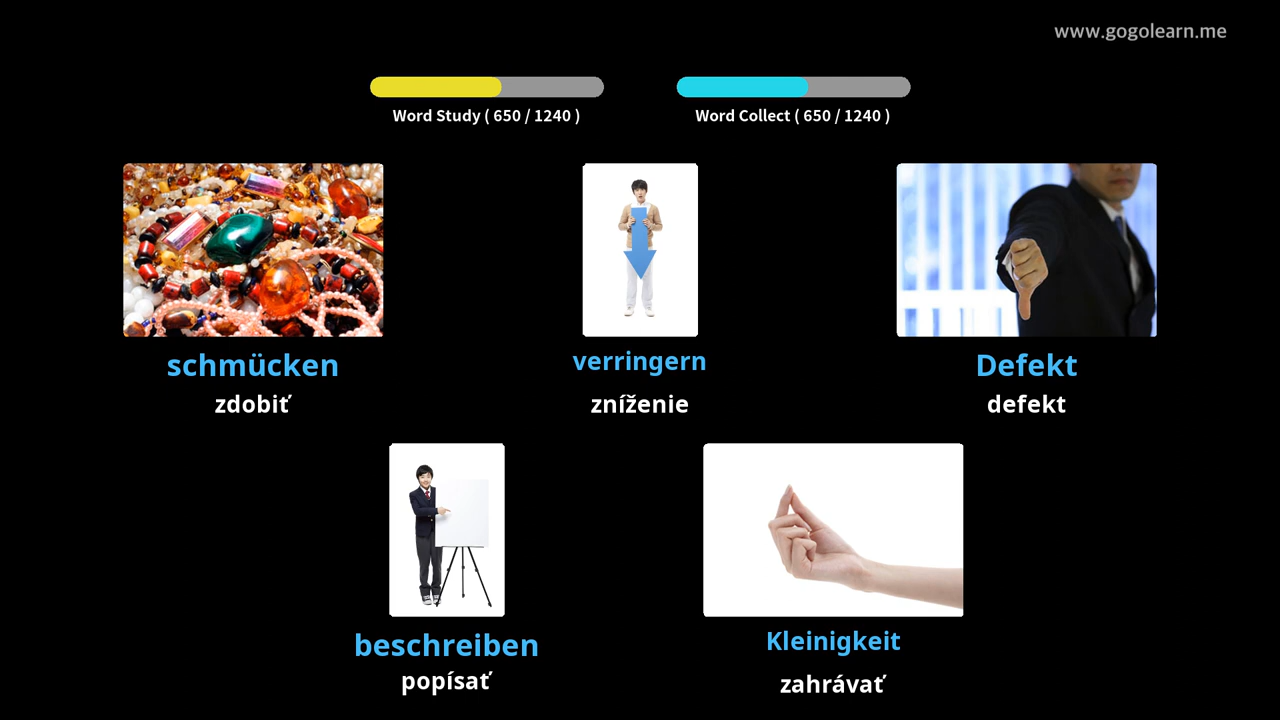 www.gogolearn.me
Word Study ( 650 / 1240 )
Word Collect ( 650 / 1240 )
schmücken
verringern
Defekt
zdobiť
zníženie
defekt
beschreiben
Kleinigkeit
popísať
zahrávať